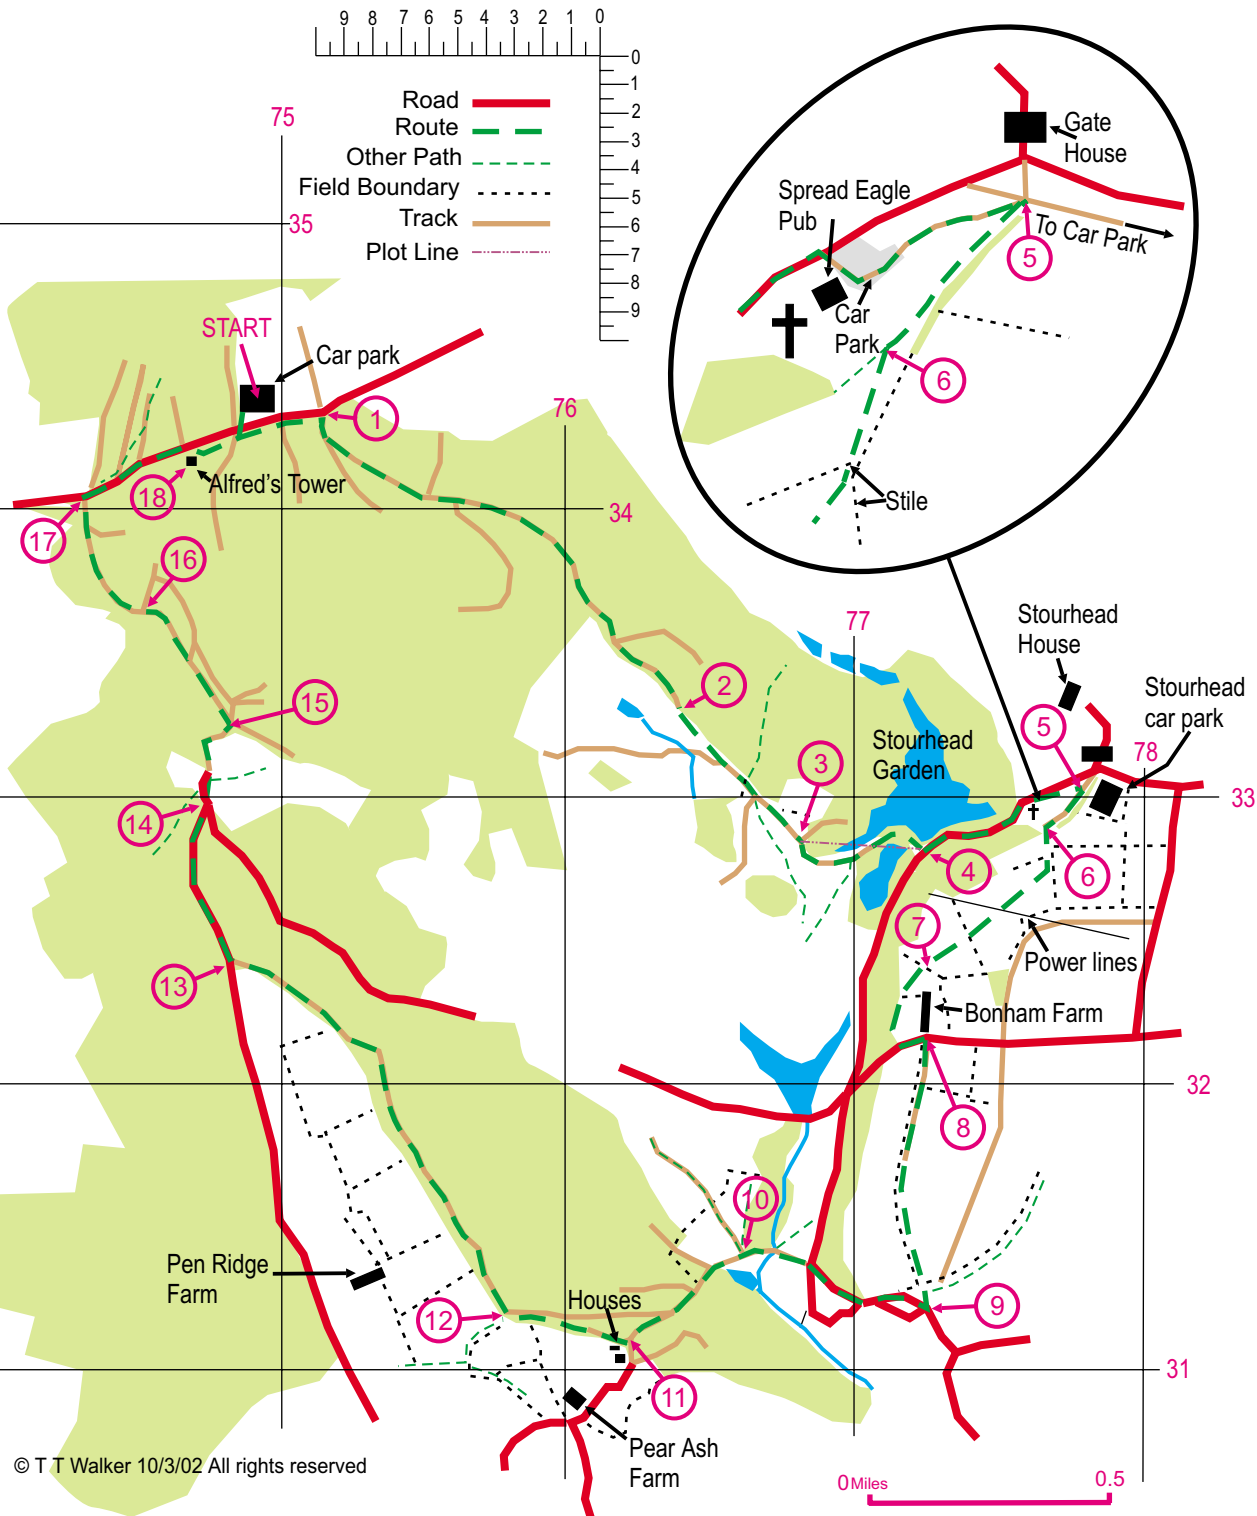 9 8 7 6 5 4 3 2 1 0
0
1
2
3
4
5
6
7
8
9
Road
Route
Other Path
Field Boundary
Track
Plot Line
75
35
Gate
House
Spread Eagle
Pub
To Car Park
5
Car
Park
6
Stile
START
Car park
1
76
Alfred's Tower
18
17
34
16
77
Stourhead
House
2
15
Stourhead
car park
5
78
Stourhead
Garden
3
33
14
4
6
7
Power lines
13
Bonham Farm
32
8
10
Pen Ridge
Farm
Houses
12
9
31
11
Pear Ash
Farm
© T T Walker 10/3/02 All rights reserved
0 Miles
0.5